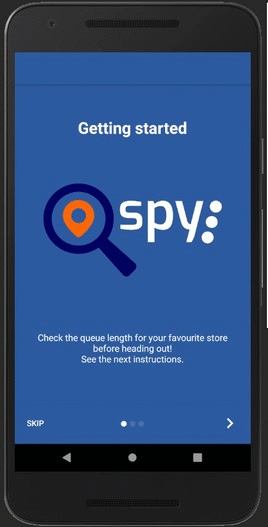 Getting started
spy
Check the queue length for your favourite store
before heading out!
See the next instructions.
SKIP